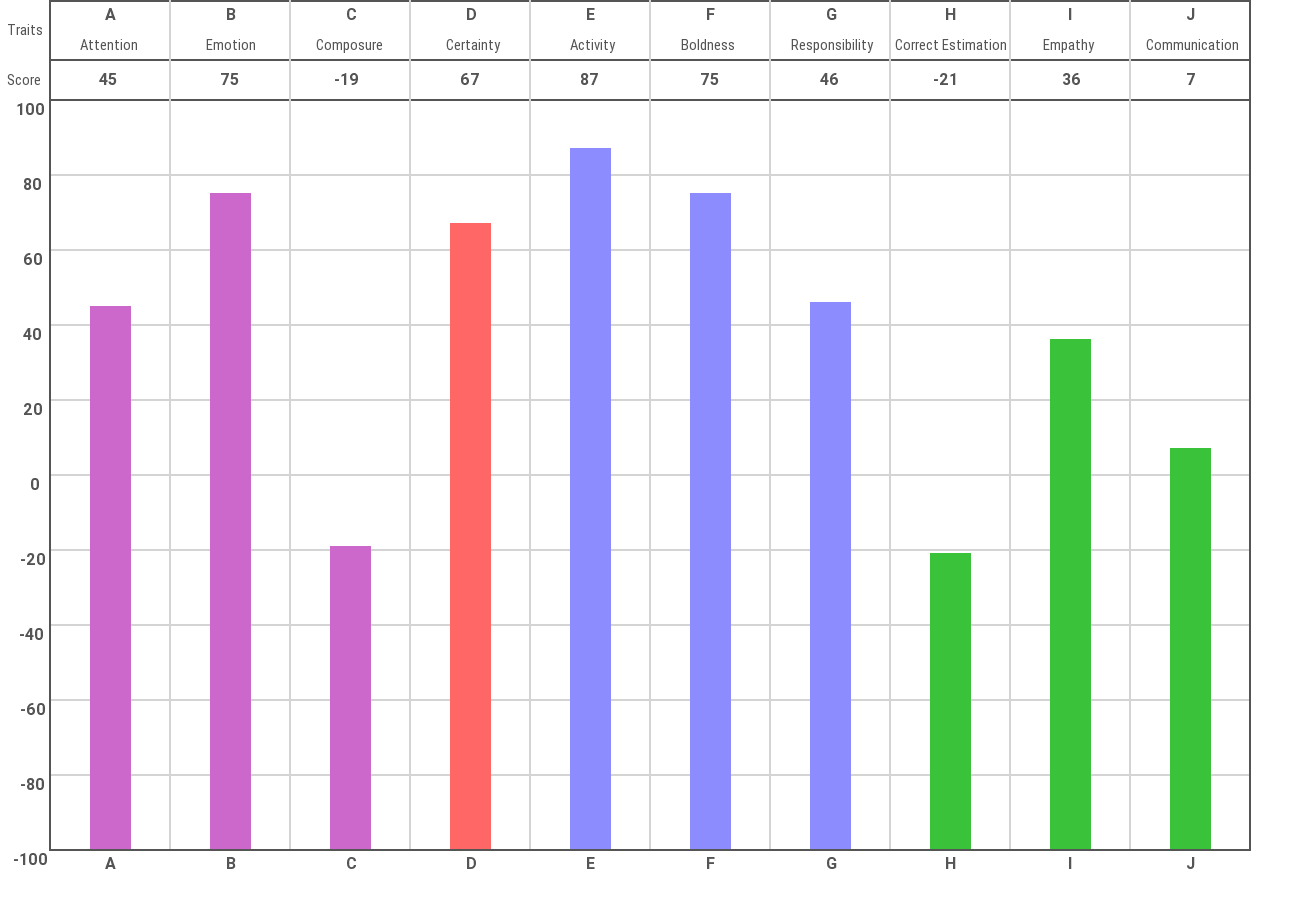 Traits A B C D E F G H I J
Attention Emotion Composure Certainty Activity Boldness Responsibility Correct Estimation Empathy Communication
Score 45 75 -19 67 87 75 46 -21 36 7
100
80
60
40
20
0
-20
-40
-60
-80
-100
A B C D E F G H I J